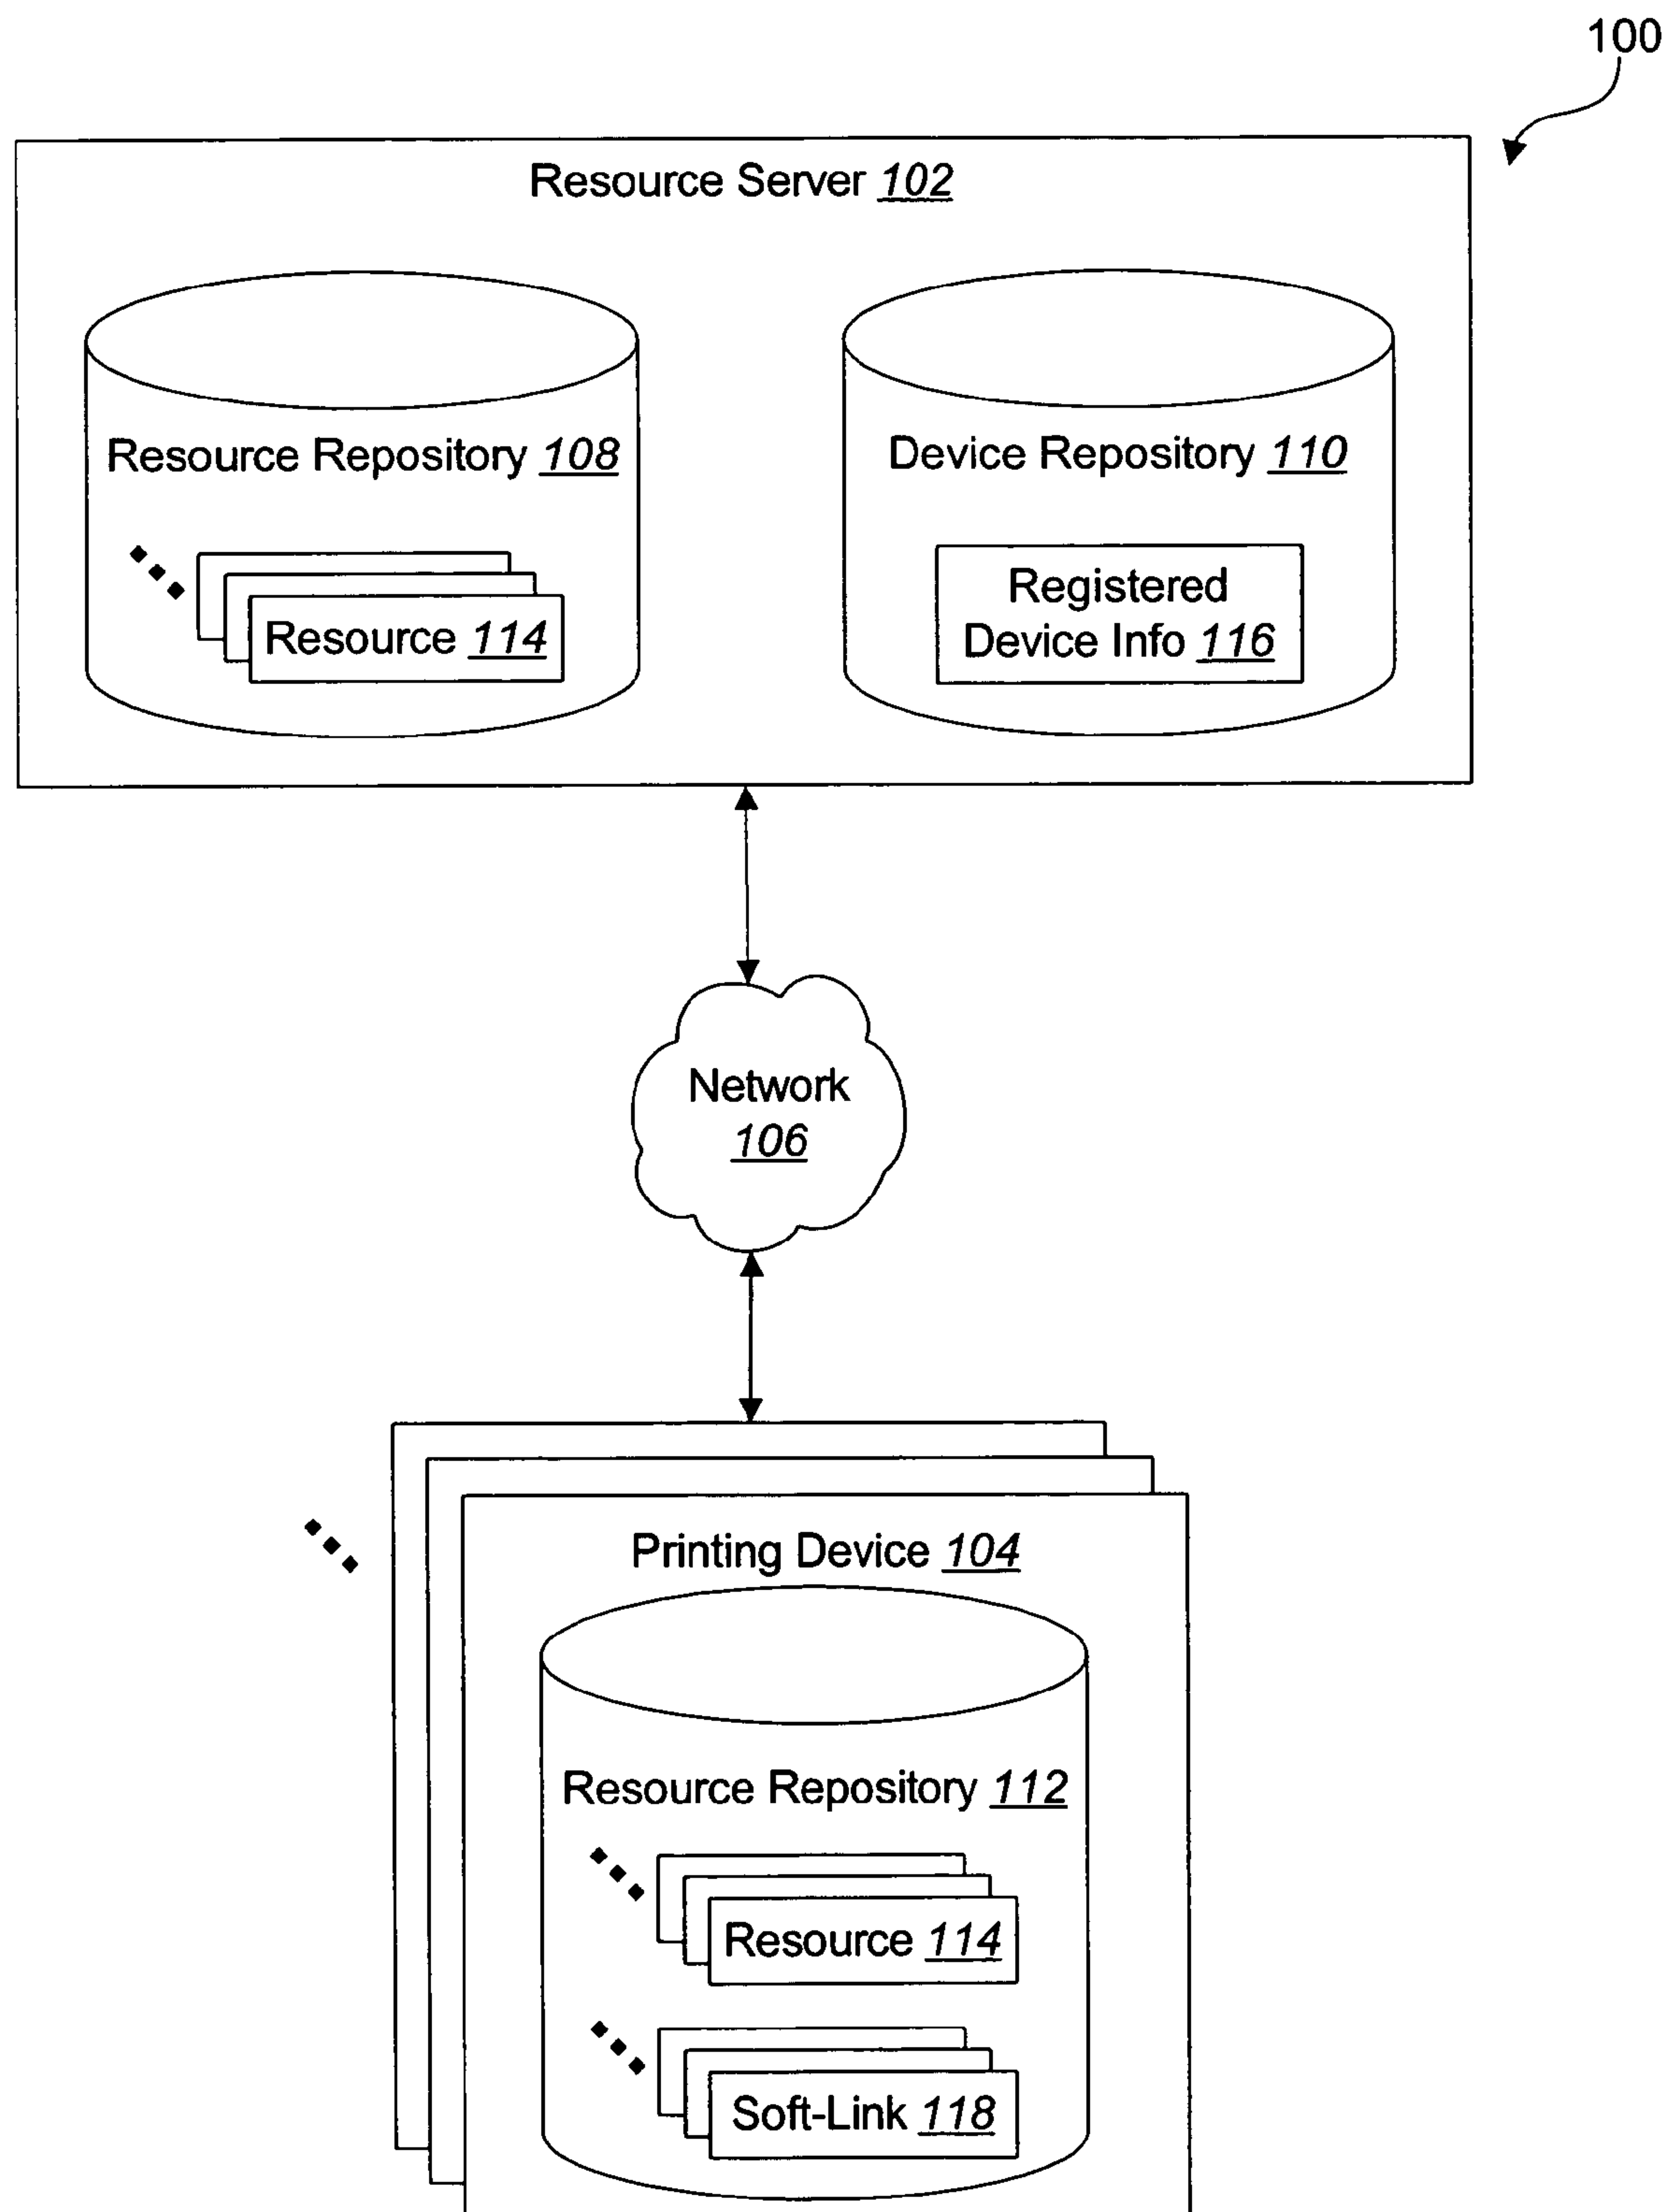 100
Resource Server 102
Resource Repository 108
Resource 114
Device Repository 110
Registered
Device Info 116
Network
106
Printing Device 104
Resource Repository 112
Resource 114
Soft-Link 118